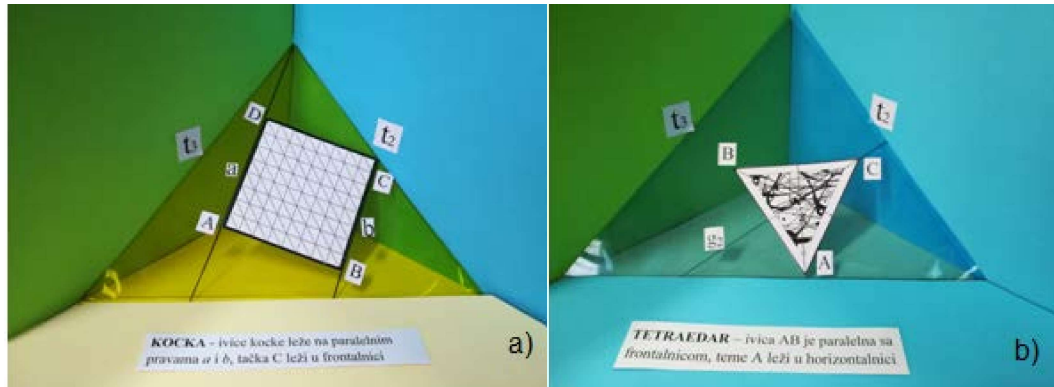 D
t₃
t₂
a
C
A
b
B
KOCKA - ivice kocke leže na paralelnim
pravama a i b, tačka C leži u frontalnici
a)
t₃
t₂
B
C
g₂
A
TETRAEDAR – ivica AB je paralelna sa
frontalnicom, teme A leži u horizontalnici
b)